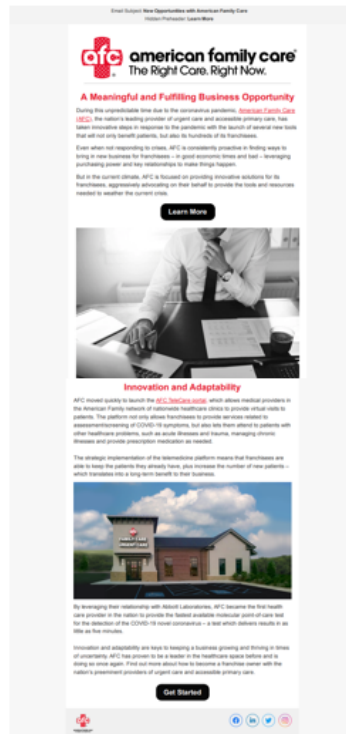 Email Subject: New Opportunities with American Family Care
Hidden Preheader: Learn More
afc american family care®
The Right Care. Right Now.
A Meaningful and Fulfilling Business Opportunity
During this unpredictable time due to the coronavirus pandemic, American Family Care
(AFC), the nation's leading provider of urgent care and accessible primary care, has
taken innovative steps in response to the pandemic with the launch of several new tools
that will not only benefit patients, but also its hundreds of its franchisees.
Even when not responding to crises, AFC is consistently proactive in finding ways to
bring in new business for franchisees – in good economic times and bad – leveraging
purchasing power and key relationships to make things happen.
But in the current climate, AFC is focused on providing innovative solutions for its
franchisees, aggressively advocating on their behalf to provide the tools and resources
needed to weather the current crisis.
Learn More
Innovation and Adaptability
AFC moved quickly to launch the AFC TeleCare portal, which allows medical providers in
the American Family network of nationwide healthcare clinics to provide virtual visits to
patients. The platform not only allows franchisees to provide services related to
assessment/screening of COVID-19 symptoms, but also lets them attend to patients with
other healthcare problems, such as acute illnesses and trauma, managing chronic
illnesses and provide prescription medication as needed.
The strategic implementation of the telemedicine platform means that franchisees are
able to keep the patients they already have, plus increase the number of new patients –
which translates into a long-term benefit to their business.
FAMILY CARE
URGENT CARE
By leveraging their relationship with Abbott Laboratories, AFC became the first health
care provider in the nation to provide the fastest available molecular point-of-care test
for the detection of the COVID-19 novel coronavirus – a test which delivers results in as
little as five minutes.
Innovation and adaptability are keys to keeping a business growing and thriving in times
of uncertainty. AFC has proven to be a leader in the healthcare space before and is
doing so once again. Find out more about how to become a franchise owner with the
nation's preeminent providers of urgent care and accessible primary care.
Get Started
afc